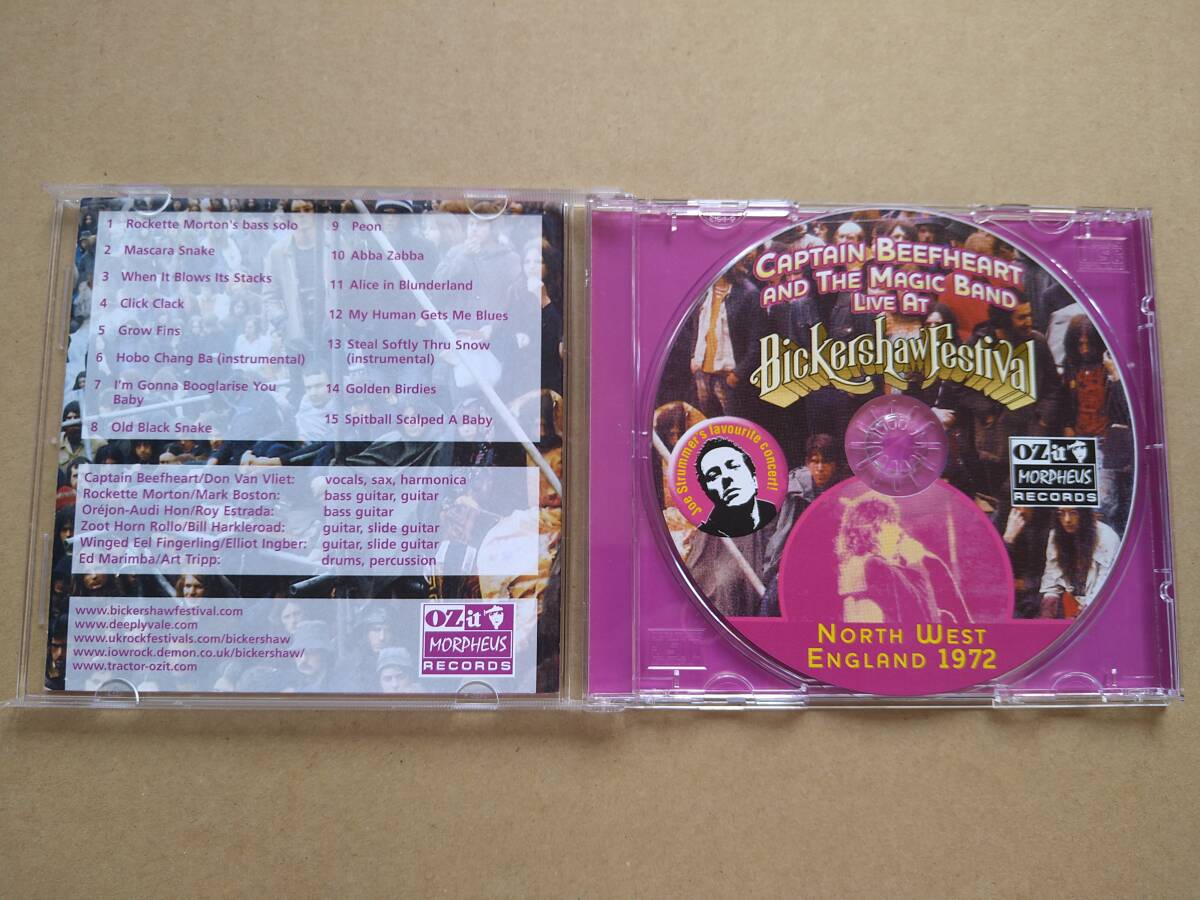 1 Rockette Morton's bass solo
2 Mascara Snake
3 When It Blows Its Stacks
4 Click Clack
5 Grow Fins
6 Hobo Chang Ba (instrumental)
7 I'm Gonna Booglarise You
Baby
8 Old Black Snake
9 Peon
10 Abba Zabba
11 Alice in Blunderland
12 My Human Gets Me Blues
13 Steal Softly Thru Snow
(instrumental)
14 Golden Birdies
15 Spitball Scalped A Baby
Captain Beefheart/Don Van Vliet: vocals, sax, harmonica
Rockette Morton/Mark Boston: bass guitar, guitar
Oréjon-Audi Hon/Roy Estrada: bass guitar
Zoot Horn Rollo/Bill Harkleroad: guitar, slide guitar
Winged Eel Fingerling/Elliot Ingber: guitar, slide guitar
Ed Marimba/Art Tripp: drums, percussion
www.bickershawfestival.com
www.deeplyvale.com
www.ukrockfestivals.com/bickershaw
www.iowrock.demon.co.uk/bickershaw/
www.tractor-ozit.com
OZit
MORPHEUS
RECORDS
Captain Beefheart
and The Magic Band
Live At
Bickershaw Festival
Joe Strummer's favourite concert!
OZit
MORPHEUS
RECORDS
North West
England 1972